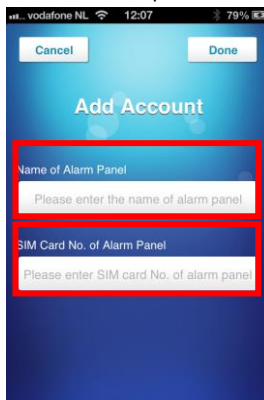 vodafone NL 12:07 79%
Cancel Done
Add Account
Name of Alarm Panel
Please enter the name of alarm panel
SIM Card No. of Alarm Panel
Please enter SIM card No. of alarm panel